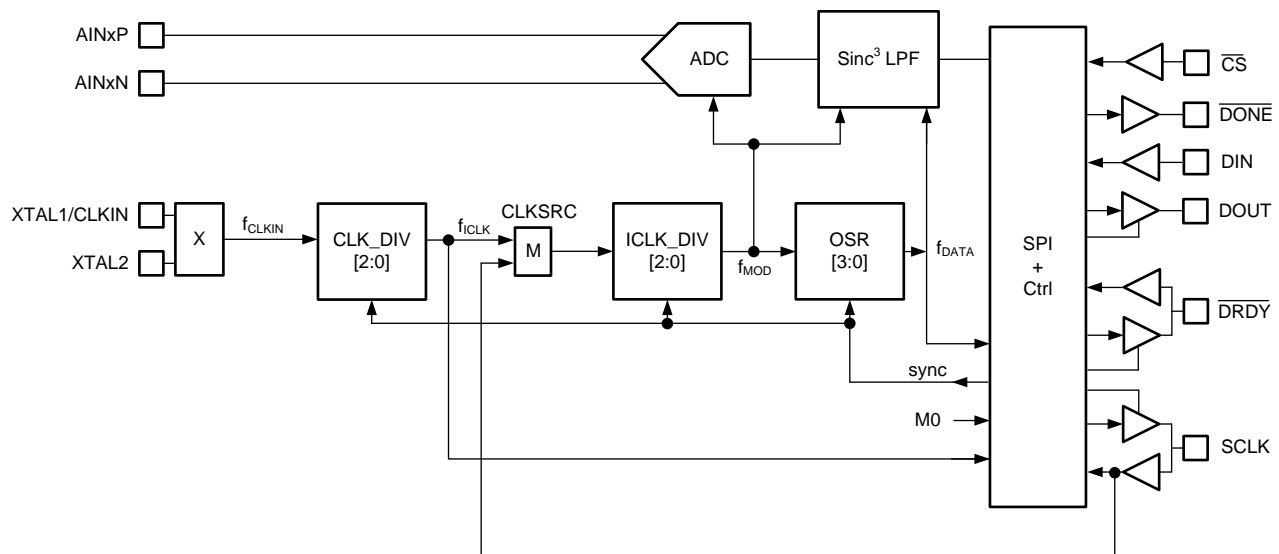 AINxP
AINxN
ADC
Sinc³ LPF
CS
DONE
DIN
DOUT
XTAL1/CLKIN
XTAL2
X
fCLKIN
CLK_DIV
[2:0]
fICLK
CLKSRC
M
ICLK_DIV
[2:0]
fMOD
OSR
[3:0]
fDATA
SPI
+
Ctrl
DRDY
sync
M0
SCLK